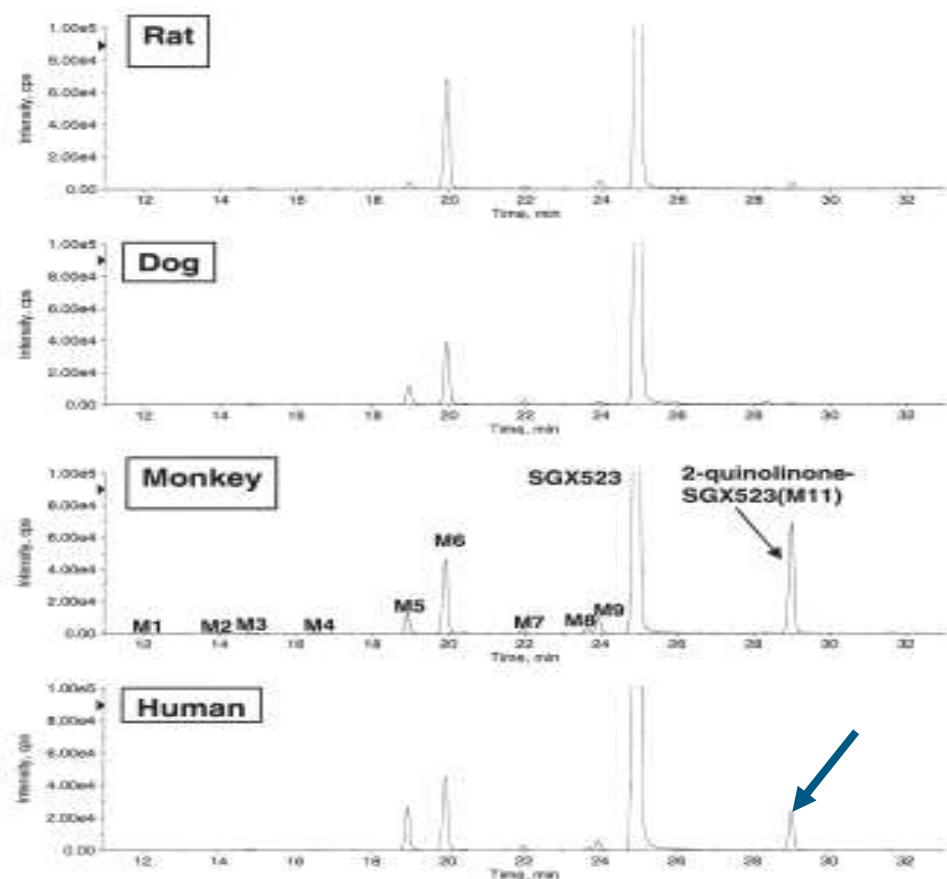 Rat
Intensity, cps
1.00e5
8.00e4
6.00e4
4.00e4
2.00e4
0.00
12 14 16 18 20 22 24 26 28 30 32
Time, min
Dog
Intensity, cps
1.00e5
8.00e4
6.00e4
4.00e4
2.00e4
0.00
12 14 16 18 20 22 24 26 28 30 32
Time, min
Monkey
SGX523
2-quinolinone-
SGX523(M11)
Intensity, cps
1.00e5
8.00e4
6.00e4
4.00e4
2.00e4
0.00
M1 M2 M3 M4 M5 M6 M7 M8 M9
12 14 16 18 20 22 24 26 28 30 32
Time, min
Human
Intensity, cps
1.00e5
8.00e4
6.00e4
4.00e4
2.00e4
0.00
12 14 16 18 20 22 24 26 28 30 32
Time, min